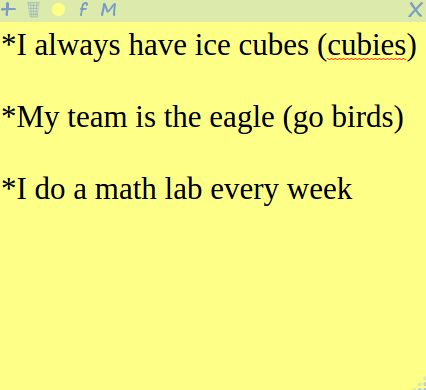 + f M X
*I always have ice cubes (cubies)
*My team is the eagle (go birds)
*I do a math lab every week